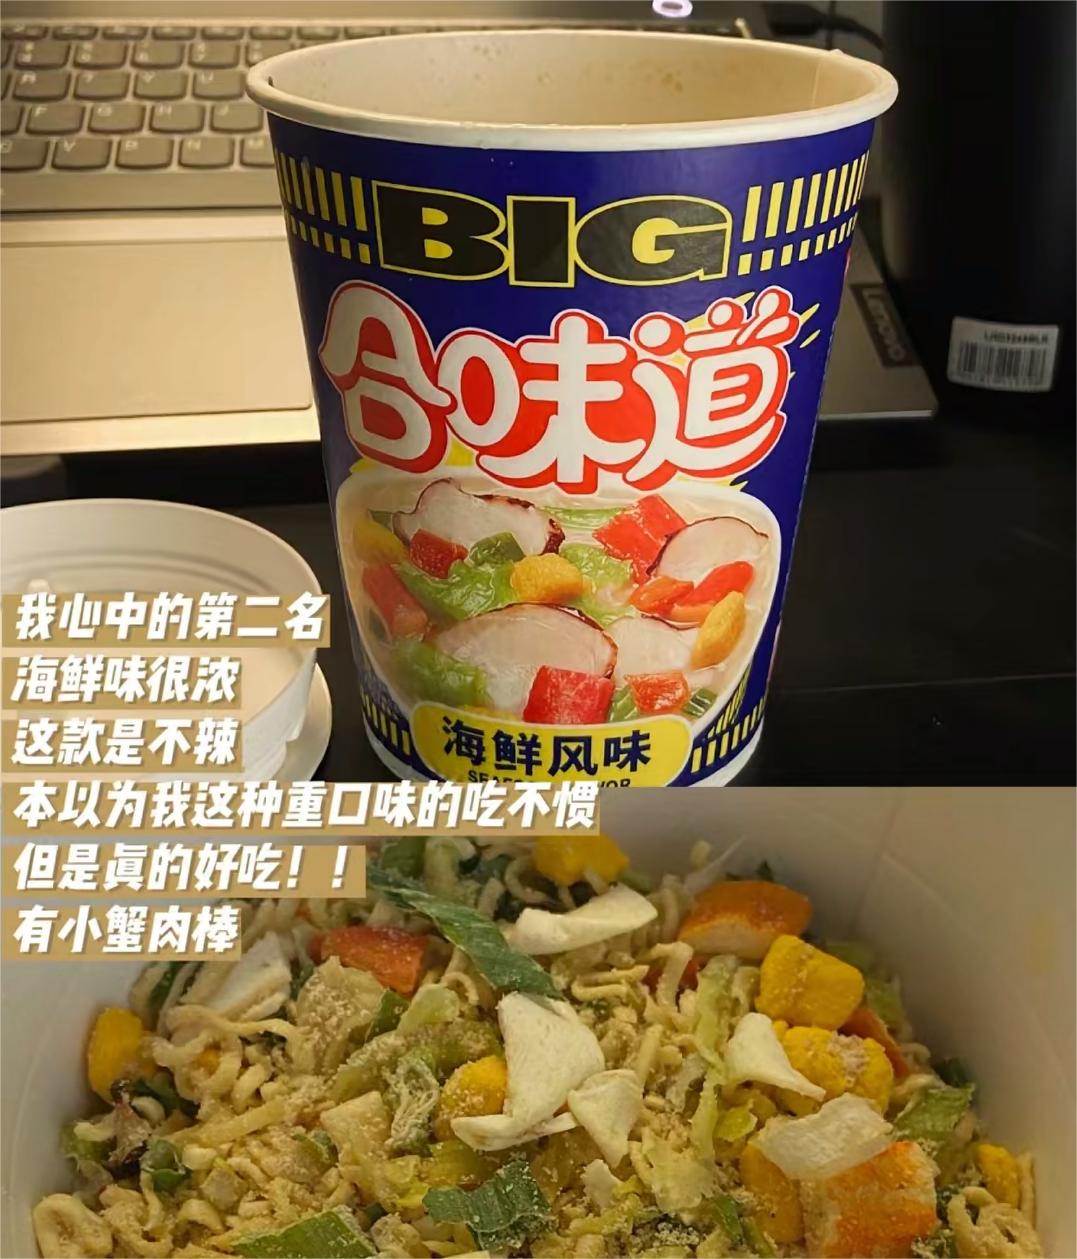 BIG
合味道
Lenovo
海鲜风味
我心中的第二名
海鲜味很浓
这款是不辣
本以为我这种重口味的吃不惯
但是真的好吃！！
有小蟹肉棒